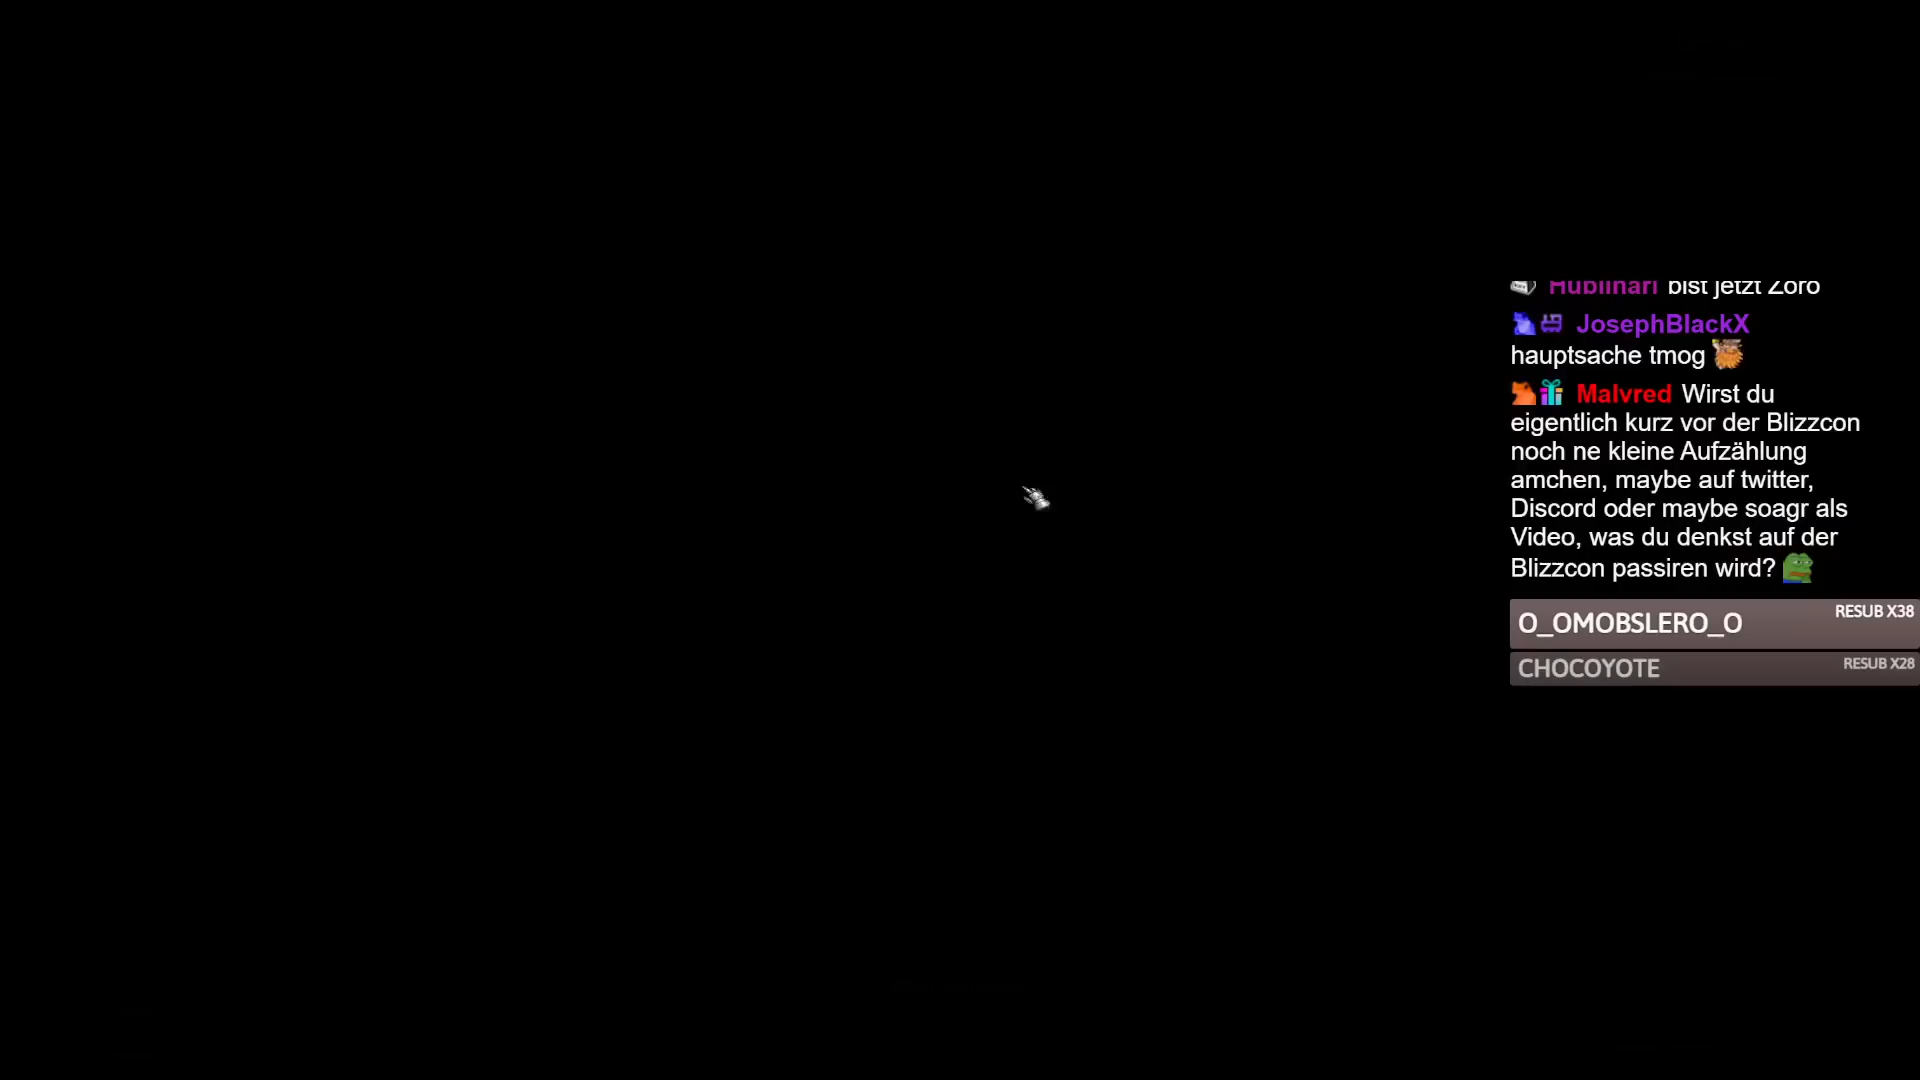 Hublinari bist jetzt Zoro
JosephBlackX
hauptsache tmog
Malvred Wirst du
eigentlich kurz vor der Blizzcon
noch ne kleine Aufzählung
amchen, maybe auf twitter,
Discord oder maybe soagr als
Video, was du denkst auf der
Blizzcon passiren wird?
O_OMOBSLERO_O RESUB X38
CHOCOYOTE RESUB X28